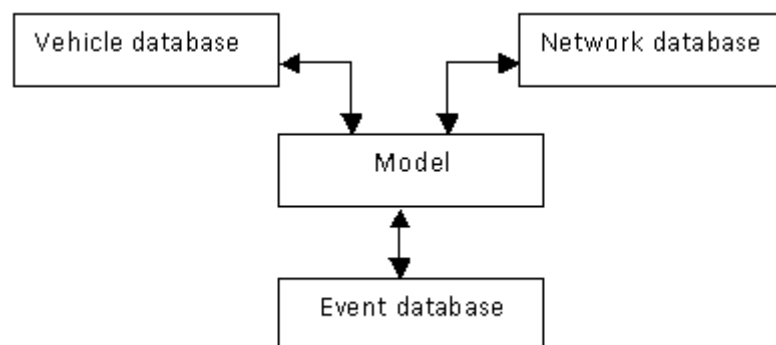 Vehicle database
Network database
Model
Event database